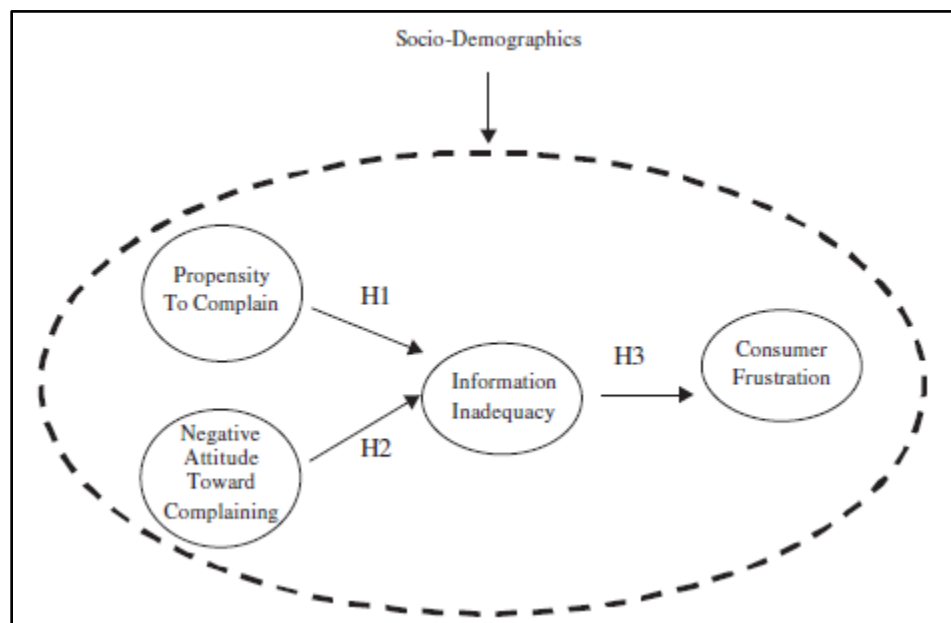 Socio-Demographics
Propensity
To Complain
H1
Information
Inadequacy
H3
Consumer
Frustration
Negative
Attitude
Toward
Complaining
H2